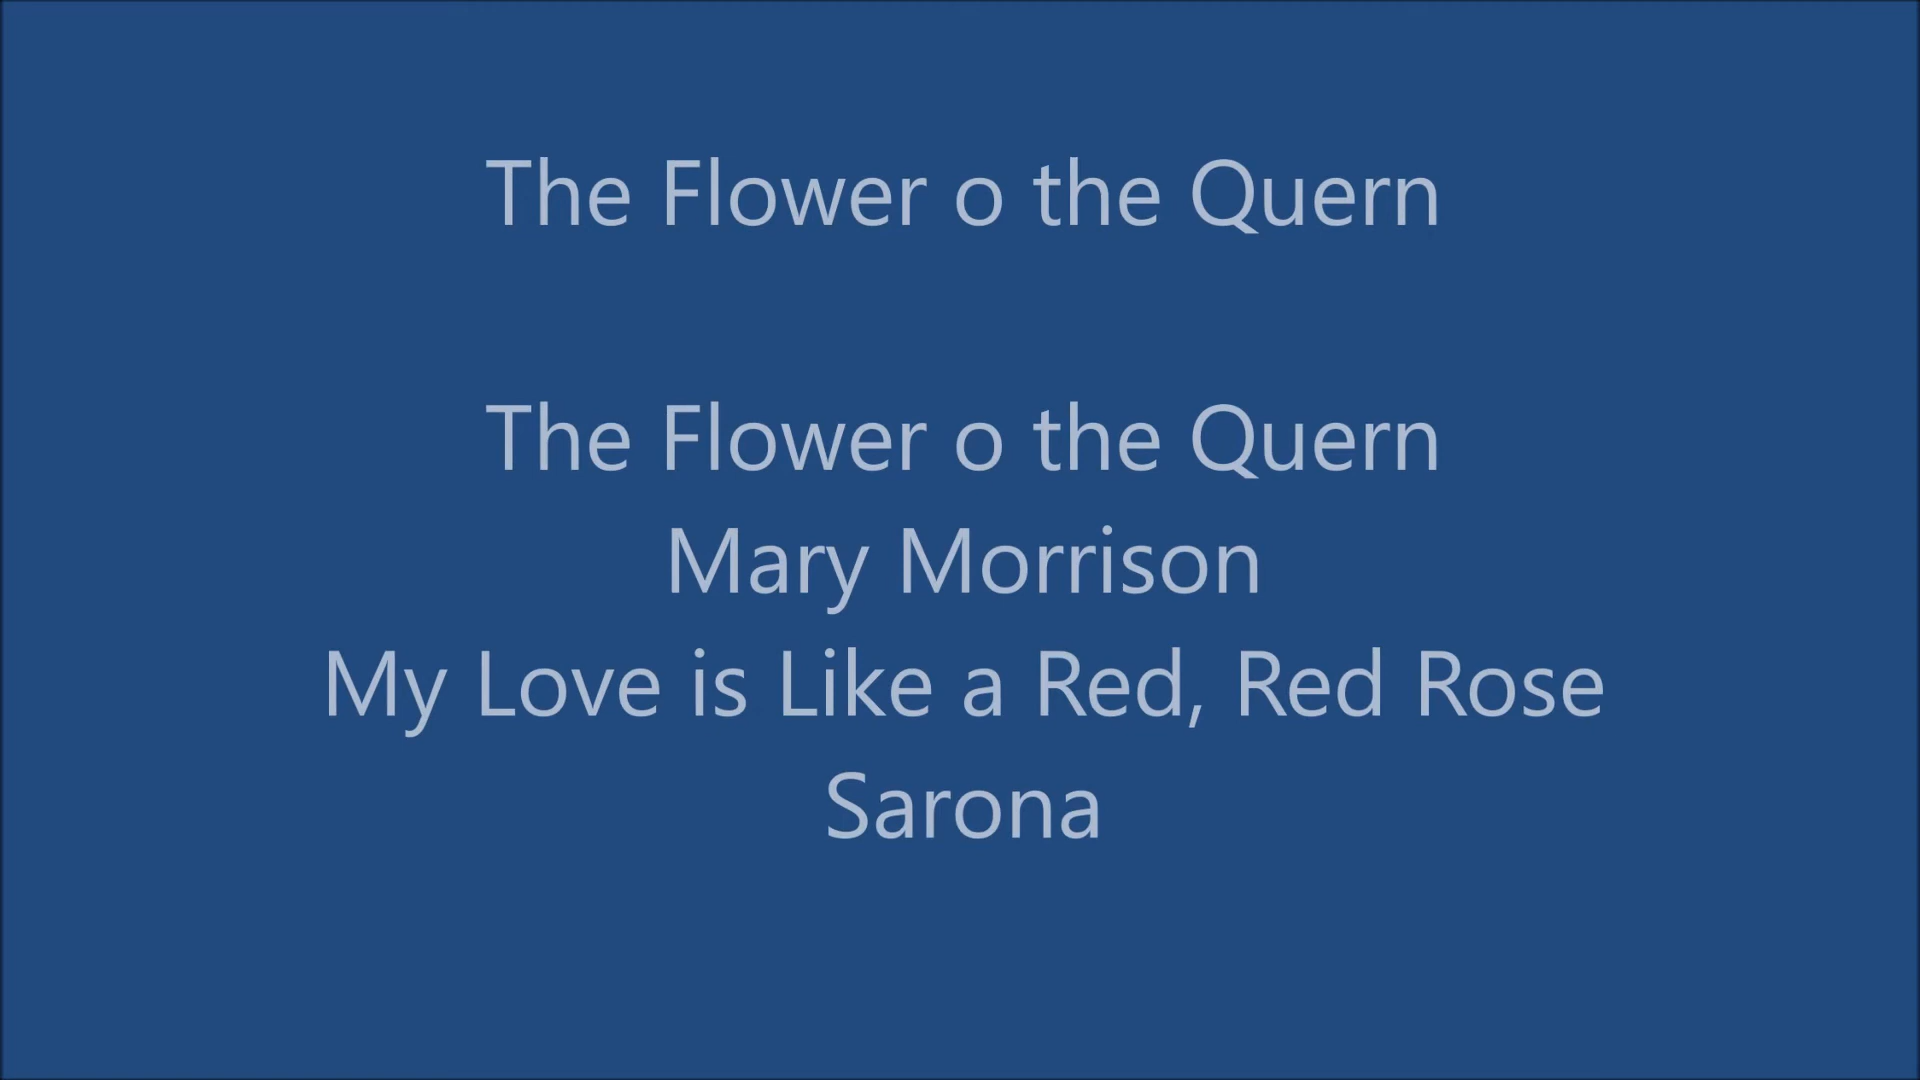 The Flower o the Quern
The Flower o the Quern
Mary Morrison
My Love is Like a Red, Red Rose
Sarona